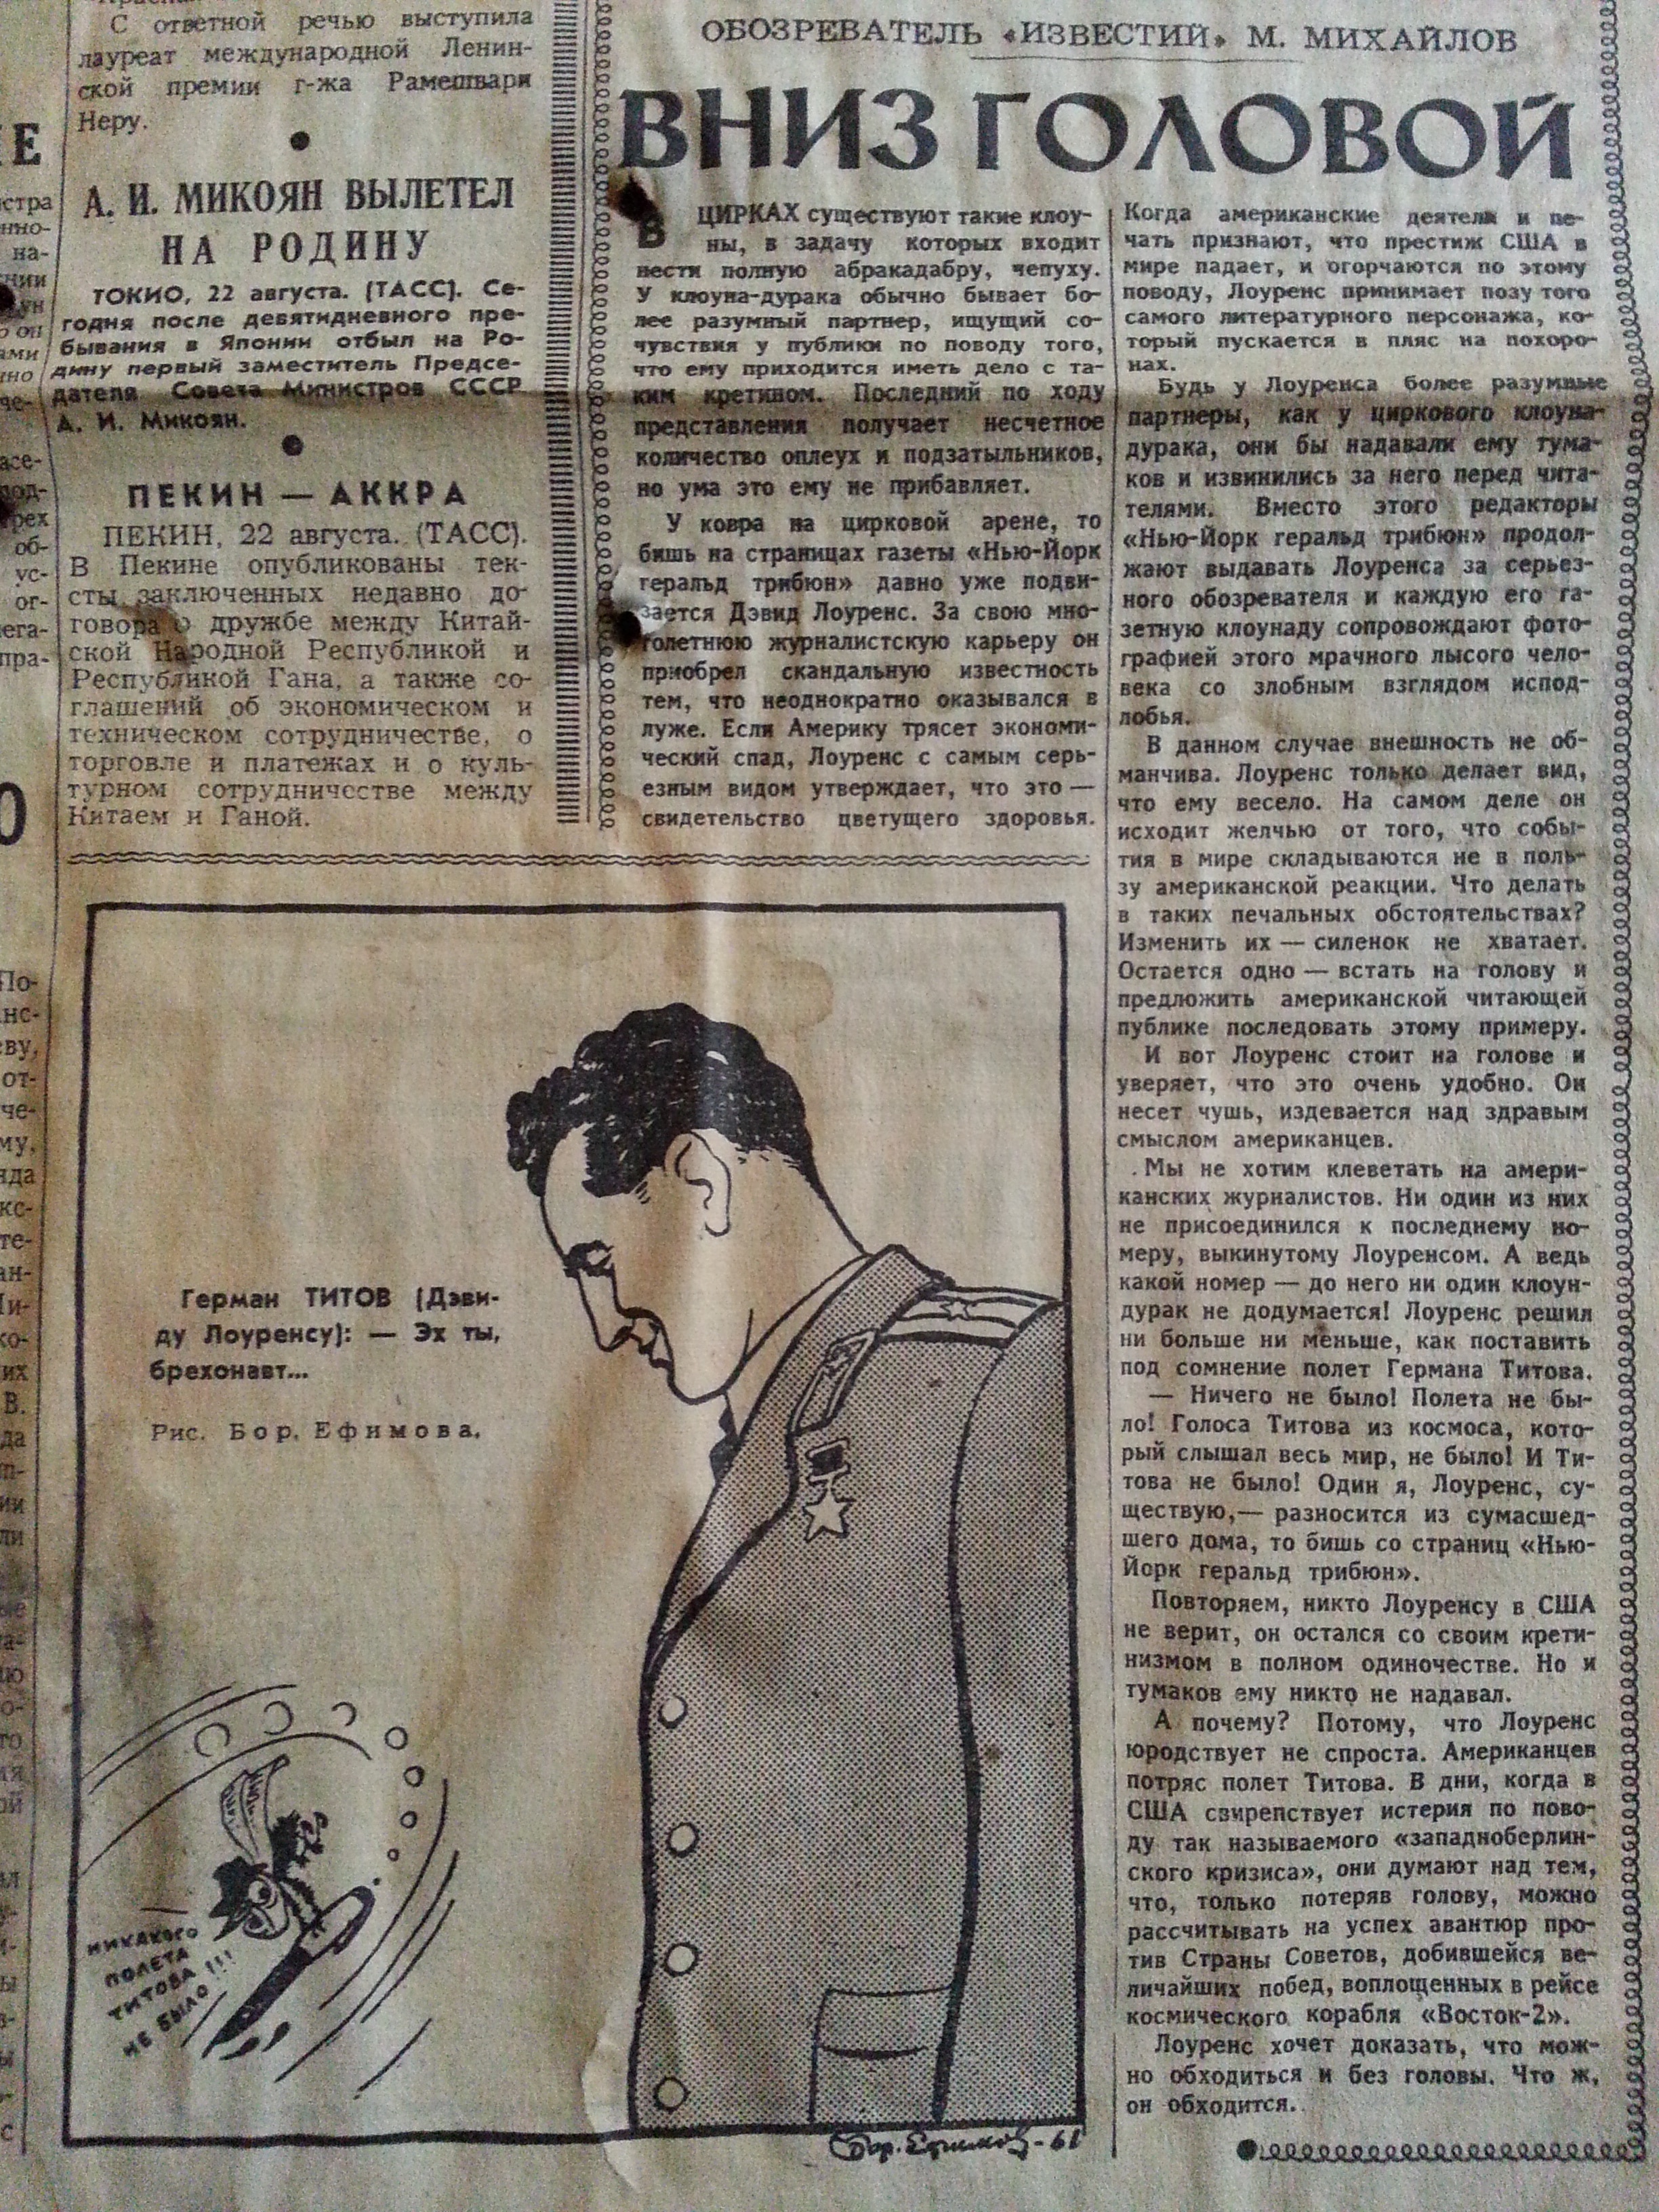 С ответной речью выступила
лауреат международной Ленин-
ской премии г-жа Рамешвари
Неру.
А. И. МИКОЯН ВЫЛЕТЕЛ
НА РОДИНУ
ТОКИО, 22 августа. (ТАСС). Се-
годня после девятидневного пре-
бывания в Японии отбыл на Ро-
дину первый заместитель Предсе-
дателя Совета Министров СССР
А. И. Микоян.
ПЕКИН — АККРА
ПЕКИН, 22 августа. (ТАСС).
В Пекине опубликованы тек-
сты заключенных недавно до-
говора о дружбе между Китай-
ской Народной Республикой и
Республикой Гана, а также со-
глашений об экономическом и
техническом сотрудничестве, о
торговле и платежах и о куль-
турном сотрудничестве между
Китаем и Ганой.
ОБОЗРЕВАТЕЛЬ «ИЗВЕСТИЙ» М. МИХАЙЛОВ
ВНИЗ ГОЛОВОЙ
В ЦИРКАХ существуют такие клоу-
ны, в задачу которых входит
нести полную абракадабру, чепуху.
У клоуна-дурака обычно бывает бо-
лее разумный партнер, ищущий со-
чувствия у публики по поводу того,
что ему приходится иметь дело с та-
ким кретином. Последний по ходу
представления получает несчетное
количество оплеух и подзатыльников,
но ума это ему не прибавляет.
У ковра на цирковой арене, то
бишь на страницах газеты «Нью-Йорк
геральд трибюн» давно уже подви-
зается Дэвид Лоуренс. За свою мно-
голетнюю журналистскую карьеру он
приобрел скандальную известность
тем, что неоднократно оказывался в
луже. Если Америку трясет экономи-
ческий спад, Лоуренс с самым серь-
езным видом утверждает, что это —
свидетельство цветущего здоровья.
Когда американские деятели и пе-
чать признают, что престиж США в
мире падает, и огорчаются по этому
поводу, Лоуренс принимает позу того
самого литературного персонажа, ко-
торый пускается в пляс на похоро-
нах.
Будь у Лоуренса более разумные
партнеры, как у циркового клоуна-
дурака, они бы надавали ему тума-
ков и извинились за него перед чита-
телями. Вместо этого редакторы
«Нью-Йорк геральд трибюн» продол-
жают выдавать Лоуренса за серьез-
ного обозревателя и каждую его га-
зетную клоунаду сопровождают фото-
графией этого мрачного лысого чело-
века со злобным взглядом испод-
лобья.
В данном случае внешность не об-
манчива. Лоуренс только делает вид,
что ему весело. На самом деле он
исходит желчью от того, что собы-
тия в мире складываются не в поль-
зу американской реакции. Что делать
в таких печальных обстоятельствах?
Изменить их — силенок не хватает.
Остается одно — встать на голову и
предложить американской читающей
публике последовать этому примеру.
И вот Лоуренс стоит на голове и
уверяет, что это очень удобно. Он
несет чушь, издевается над здравым
смыслом американцев.
Мы не хотим клеветать на амери-
канских журналистов. Ни один из них
не присоединился к последнему но-
меру, выкинутому Лоуренсом. А ведь
какой номер — до него ни один клоун-
дурак не додумается! Лоуренс решил
ни больше ни меньше, как поставить
под сомнение полет Германа Титова.
— Ничего не было! Полета не бы-
ло! Голоса Титова из космоса, кото-
рый слышал весь мир, не было! И Ти-
това не было! Один я, Лоуренс, су-
ществую,— разносится из сумасшед-
шего дома, то бишь со страниц «Нью-
Йорк геральд трибюн».
Повторяем, никто Лоуренсу в США
не верит, он остался со своим крети-
низмом в полном одиночестве. Но и
тумаков ему никто не надавал.
А почему? Потому, что Лоуренс
юродствует не спроста. Американцев
потряс полет Титова. В дни, когда в
США свирепствует истерия по пово-
ду так называемого «западноберлин-
ского кризиса», они думают над тем,
что, только потеряв голову, можно
рассчитывать на успех авантюр про-
тив Страны Советов, добившейся ве-
личайших побед, воплощенных в рейсе
космического корабля «Восток-2».
Лоуренс хочет доказать, что мож-
но обходиться и без головы. Что ж,
он обходится.
Герман ТИТОВ (Дэви-
ду Лоуренсу): — Эх ты,
брехонавт...
Рис. Бор. Ефимова.
НИКАКОГО
ПОЛЕТА
ТИТОВА !!!
НЕ БЫЛО
Бор. Ефимов-61